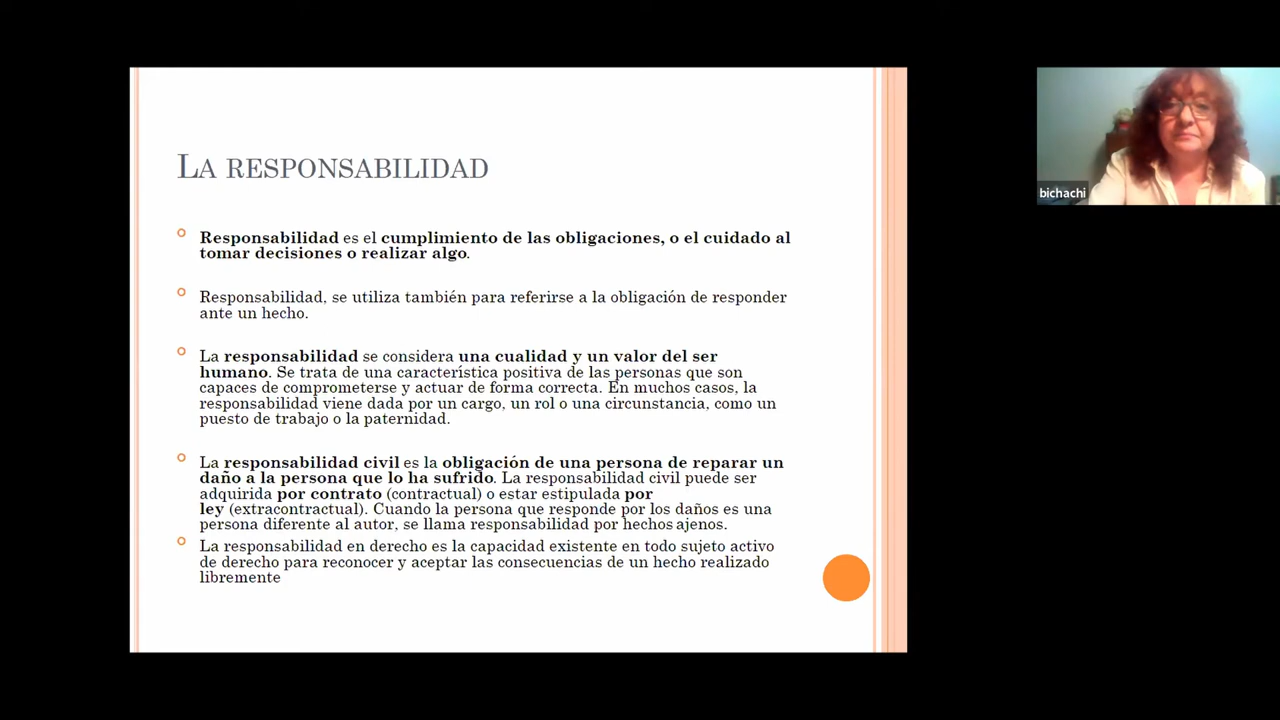 LA RESPONSABILIDAD
Responsabilidad es el cumplimiento de las obligaciones, o el cuidado al
tomar decisiones o realizar algo.
Responsabilidad, se utiliza también para referirse a la obligación de responder
ante un hecho.
La responsabilidad se considera una cualidad y un valor del ser
humano. Se trata de una característica positiva de las personas que son
capaces de comprometerse y actuar de forma correcta. En muchos casos, la
responsabilidad viene dada por un cargo, un rol o una circunstancia, como un
puesto de trabajo o la paternidad.
La responsabilidad civil es la obligación de una persona de reparar un
daño a la persona que lo ha sufrido. La responsabilidad civil puede ser
adquirida por contrato (contractual) o estar estipulada por
ley (extracontractual). Cuando la persona que responde por los daños es una
persona diferente al autor, se llama responsabilidad por hechos ajenos.
La responsabilidad en derecho es la capacidad existente en todo sujeto activo
de derecho para reconocer y aceptar las consecuencias de un hecho realizado
libremente
bichachi